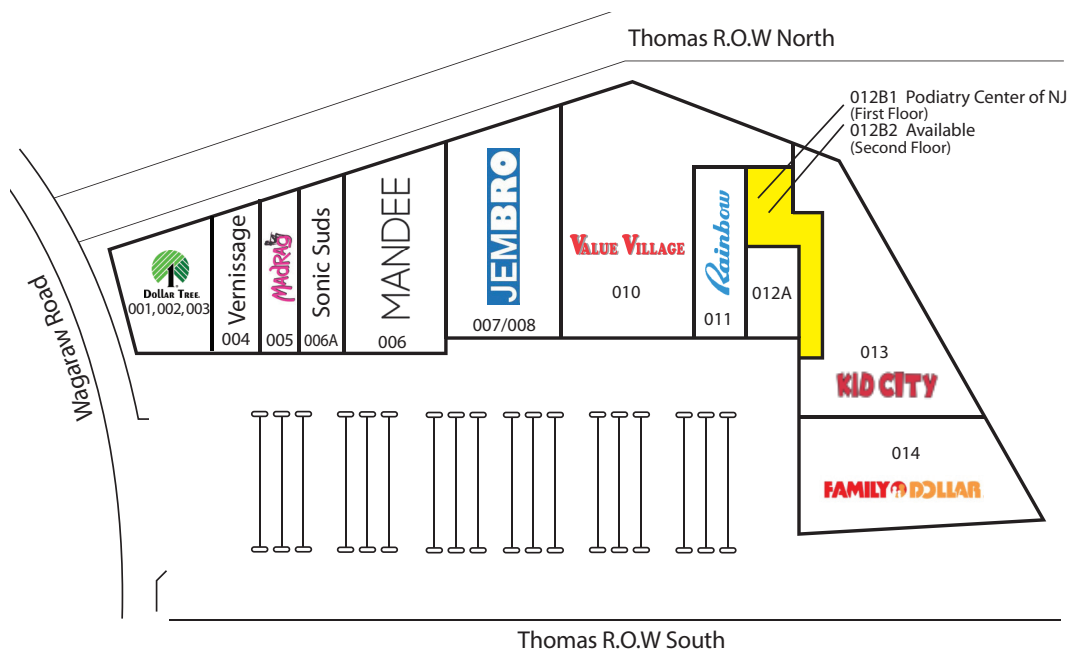 Thomas R.O.W North
012B1 Podiatry Center of NJ
(First Floor)
012B2 Available
(Second Floor)
Wagaraw Road
DOLLAR TREE.
001,002,003
Vernissage
004
MADRAG
005
Sonic Suds
006A
MANDEE
006
JEMBRO
007/008
VALUE VILLAGE
010
Rainbow
011
012A
013
KID CITY
014
FAMILY DOLLAR
Thomas R.O.W South